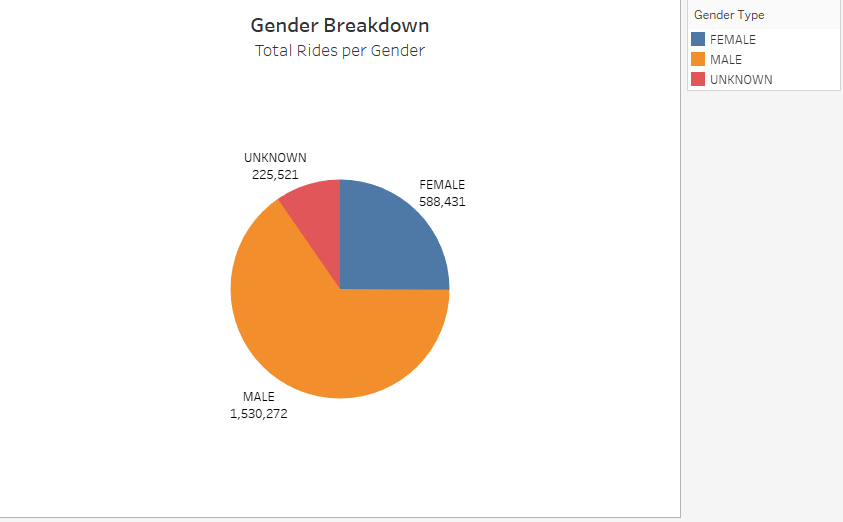 Gender Breakdown
Total Rides per Gender
UNKNOWN
225,521
FEMALE
588,431
MALE
1,530,272
Gender Type
FEMALE
MALE
UNKNOWN